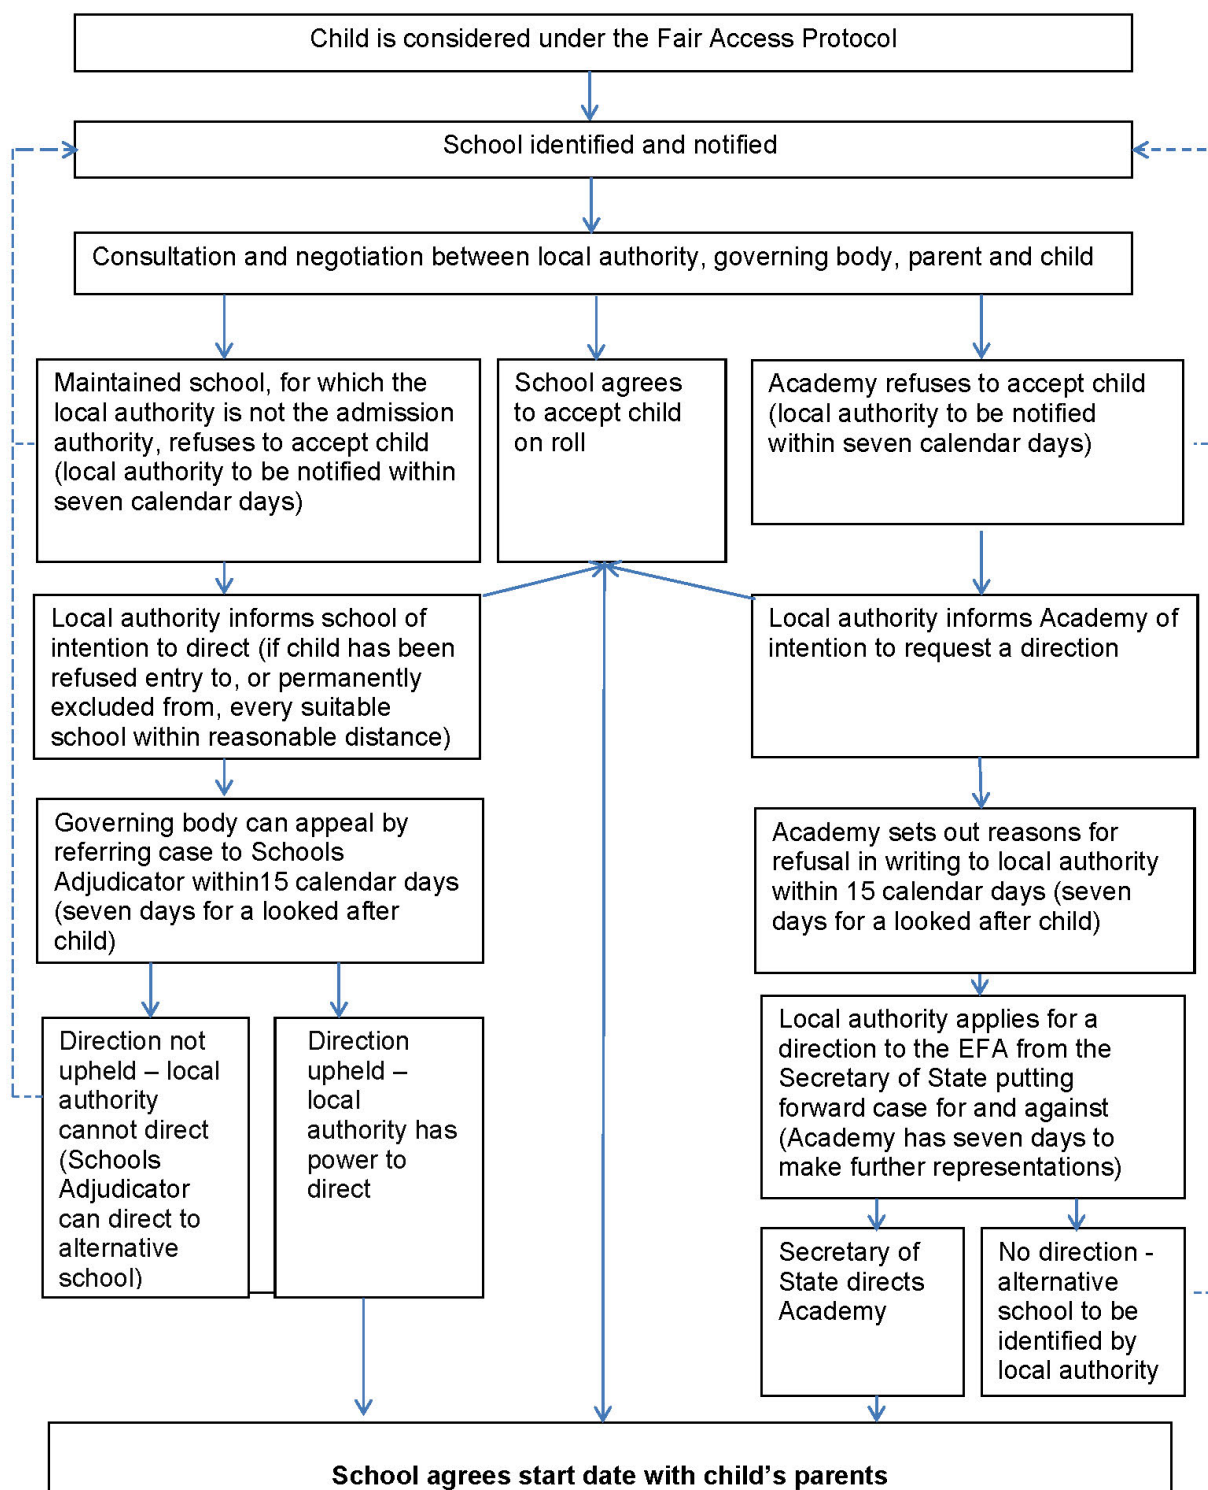 Child is considered under the Fair Access Protocol
School identified and notified
Consultation and negotiation between local authority, governing body, parent and child
Maintained school, for which the
local authority is not the admission
authority, refuses to accept child
(local authority to be notified within
seven calendar days)
School agrees
to accept child
on roll
Academy refuses to accept child
(local authority to be notified
within seven calendar days)
Local authority informs school of
intention to direct (if child has been
refused entry to, or permanently
excluded from, every suitable
school within reasonable distance)
Local authority informs Academy of
intention to request a direction
Governing body can appeal by
referring case to Schools
Adjudicator within15 calendar days
(seven days for a looked after
child)
Academy sets out reasons for
refusal in writing to local authority
within 15 calendar days (seven
days for a looked after child)
Direction not
upheld – local
authority
cannot direct
(Schools
Adjudicator
can direct to
alternative
school)
Direction
upheld –
local
authority has
power to
direct
Local authority applies for a
direction to the EFA from the
Secretary of State putting
forward case for and against
(Academy has seven days to
make further representations)
Secretary of
State directs
Academy
No direction -
alternative
school to be
identified by
local authority
School agrees start date with child's parents